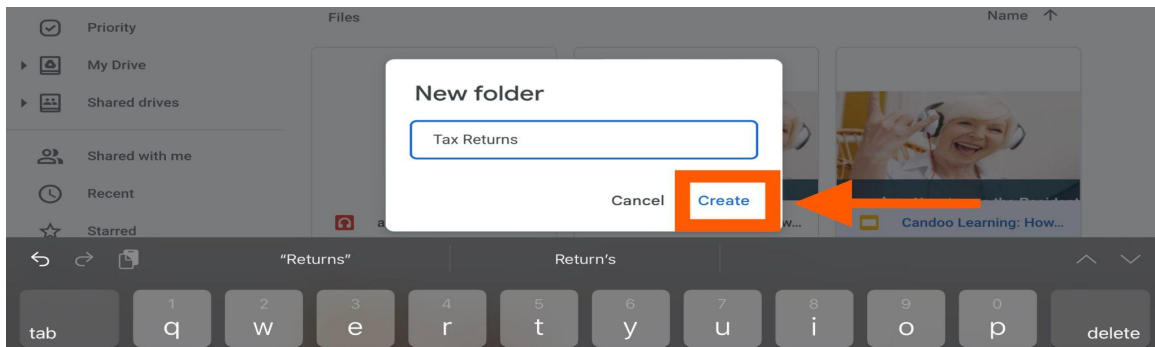 Files
Name
Priority
My Drive
Shared drives
Shared with me
Recent
Starred
New folder
Tax Returns
Cancel
Create
a
w...
Candoo Learning: How...
"Returns"
Return's
1 2 3 4 5 6 7 8 9 0
tab q w e r t y u i o p delete